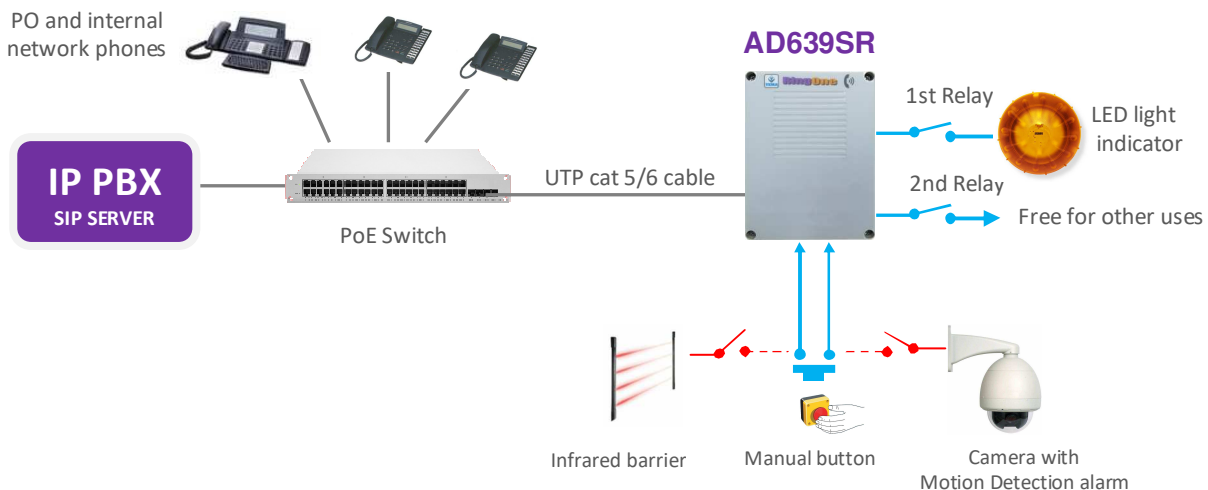 PO and internal
network phones
IP PBX
SIP SERVER
PoE Switch
UTP cat 5/6 cable
AD639SR
RingOne
1st Relay
LED light
indicator
2nd Relay
Free for other uses
Infrared barrier
Manual button
Camera with
Motion Detection alarm